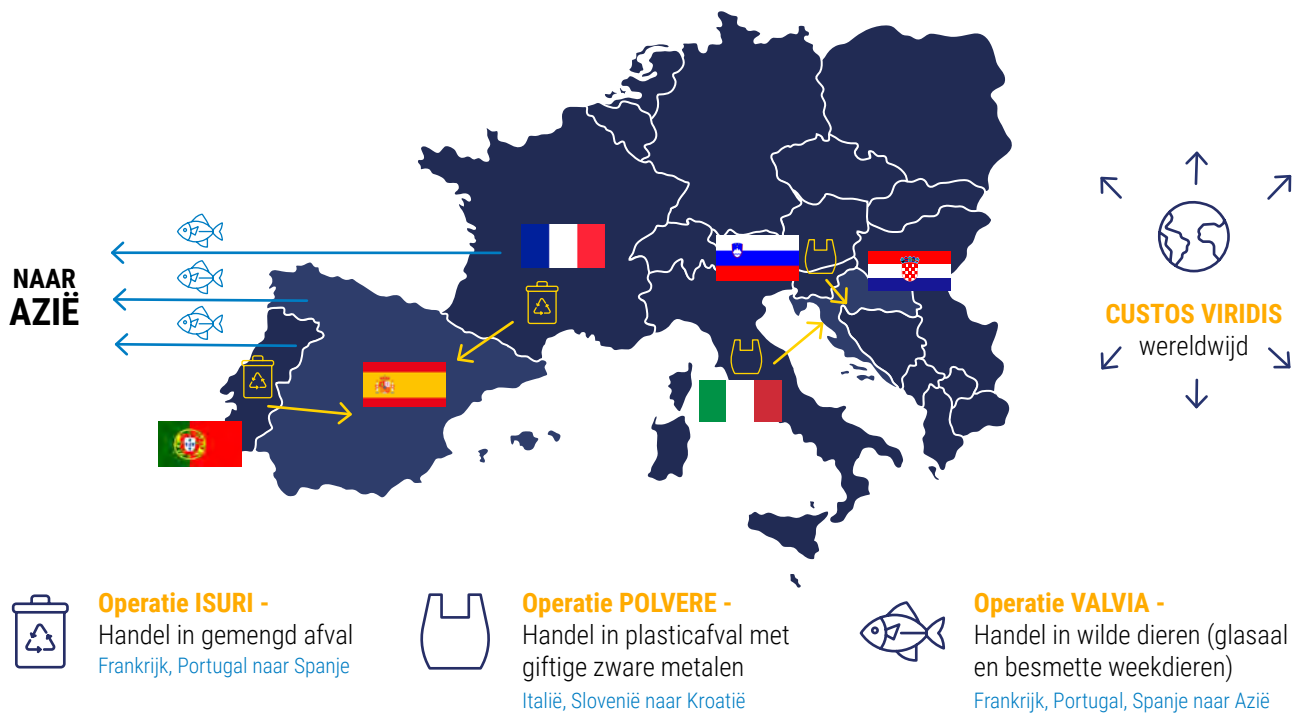 NAAR
AZIË
CUSTOS VIRIDIS
wereldwijd
Operatie ISURI -
Handel in gemengd afval
Frankrijk, Portugal naar Spanje
Operatie POLVERE -
Handel in plasticafval met
giftige zware metalen
Italië, Slovenië naar Kroatië
Operatie VALVIA -
Handel in wilde dieren (glasaal
en besmette weekdieren)
Frankrijk, Portugal, Spanje naar Azië